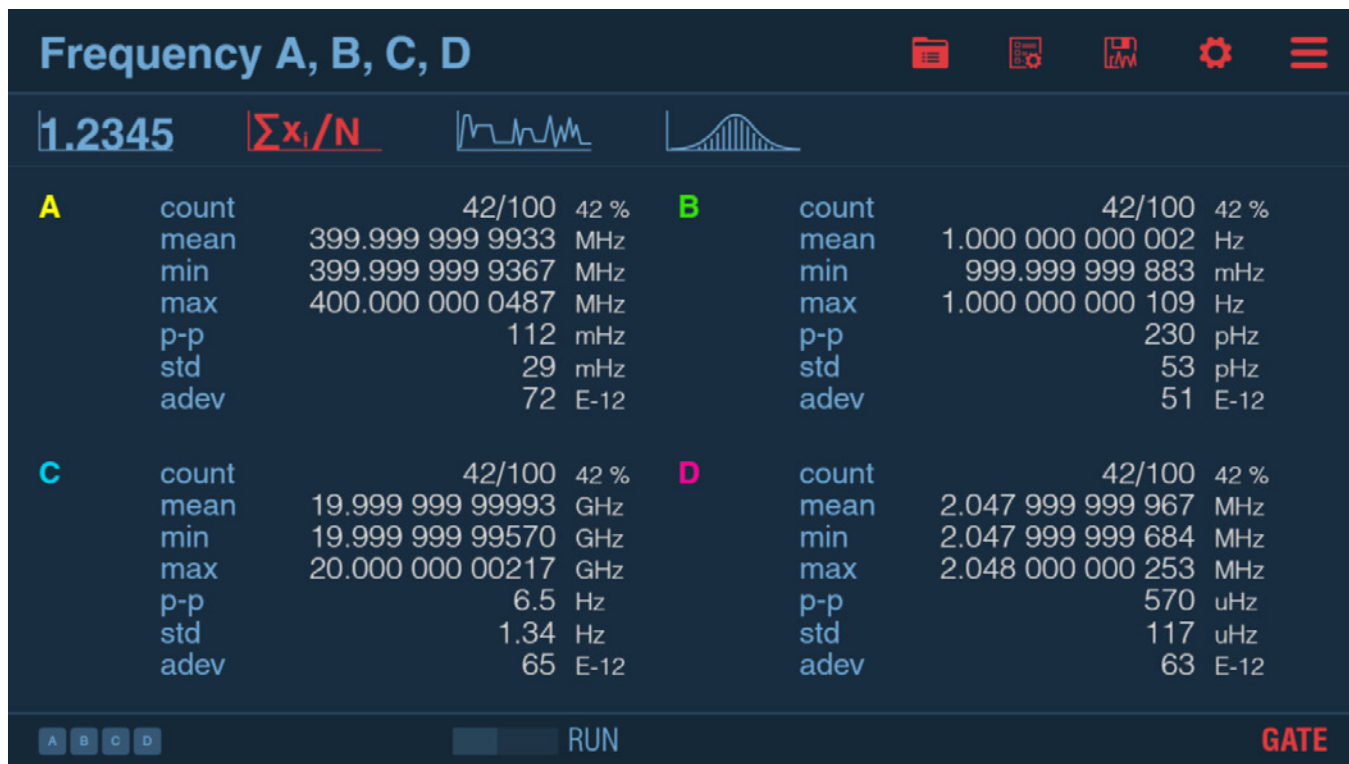 Frequency A, B, C, D
1.2345 Σxᵢ/N
A count 42/100 42 %
mean 399.999 999 9933 MHz
min 399.999 999 9367 MHz
max 400.000 000 0487 MHz
p-p 112 mHz
std 29 mHz
adev 72 E-12
B count 42/100 42 %
mean 1.000 000 000 002 Hz
min 999.999 999 883 mHz
max 1.000 000 000 109 Hz
p-p 230 pHz
std 53 pHz
adev 51 E-12
C count 42/100 42 %
mean 19.999 999 99993 GHz
min 19.999 999 99570 GHz
max 20.000 000 00217 GHz
p-p 6.5 Hz
std 1.34 Hz
adev 65 E-12
D count 42/100 42 %
mean 2.047 999 999 967 MHz
min 2.047 999 999 684 MHz
max 2.048 000 000 253 MHz
p-p 570 uHz
std 117 uHz
adev 63 E-12
A B C D RUN GATE